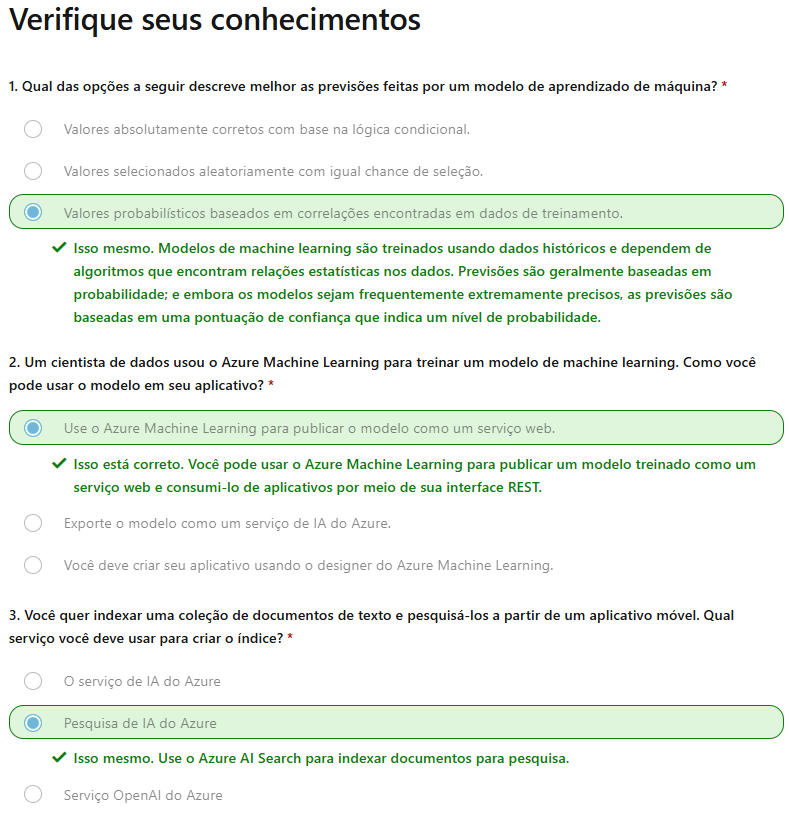 Verifique seus conhecimentos
1. Qual das opções a seguir descreve melhor as previsões feitas por um modelo de aprendizado de máquina? *
Valores absolutamente corretos com base na lógica condicional.
Valores selecionados aleatoriamente com igual chance de seleção.
Valores probabilísticos baseados em correlações encontradas em dados de treinamento.
Isso mesmo. Modelos de machine learning são treinados usando dados históricos e dependem de
algoritmos que encontram relações estatísticas nos dados. Previsões são geralmente baseadas em
probabilidade; e embora os modelos sejam frequentemente extremamente precisos, as previsões são
baseadas em uma pontuação de confiança que indica um nível de probabilidade.
2. Um cientista de dados usou o Azure Machine Learning para treinar um modelo de machine learning. Como você
pode usar o modelo em seu aplicativo? *
Use o Azure Machine Learning para publicar o modelo como um serviço web.
Isso está correto. Você pode usar o Azure Machine Learning para publicar um modelo treinado como um
serviço web e consumi-lo de aplicativos por meio de sua interface REST.
Exporte o modelo como um serviço de IA do Azure.
Você deve criar seu aplicativo usando o designer do Azure Machine Learning.
3. Você quer indexar uma coleção de documentos de texto e pesquisá-los a partir de um aplicativo móvel. Qual
serviço você deve usar para criar o índice? *
O serviço de IA do Azure
Pesquisa de IA do Azure
Isso mesmo. Use o Azure AI Search para indexar documentos para pesquisa.
Serviço OpenAI do Azure